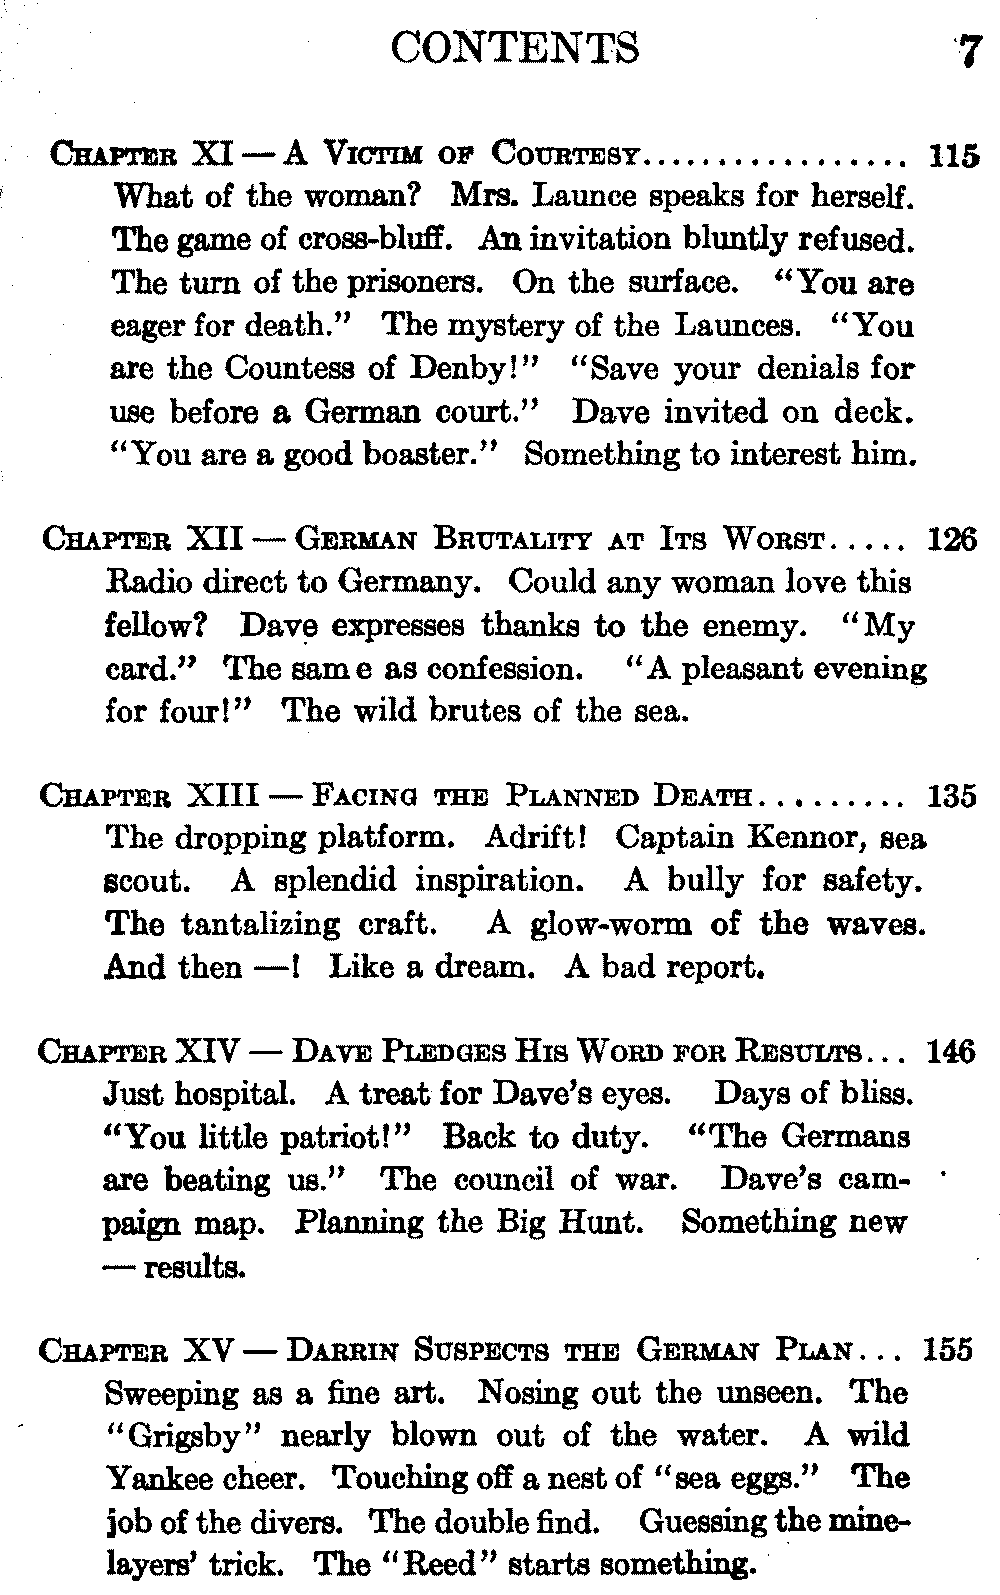 CONTENTS 7
CHAPTER XI — A VICTIM OF COURTESY.................. 115
What of the woman? Mrs. Launce speaks for herself.
The game of cross-bluff. An invitation bluntly refused.
The turn of the prisoners. On the surface. "You are
eager for death." The mystery of the Launces. "You
are the Countess of Denby!" "Save your denials for
use before a German court." Dave invited on deck.
"You are a good boaster." Something to interest him.
CHAPTER XII — GERMAN BRUTALITY AT ITS WORST..... 126
Radio direct to Germany. Could any woman love this
fellow? Dave expresses thanks to the enemy. "My
card." The same as confession. "A pleasant evening
for four!" The wild brutes of the sea.
CHAPTER XIII — FACING THE PLANNED DEATH.......... 135
The dropping platform. Adrift! Captain Kennor, sea
scout. A splendid inspiration. A bully for safety.
The tantalizing craft. A glow-worm of the waves.
And then —! Like a dream. A bad report.
CHAPTER XIV — DAVE PLEDGES HIS WORD FOR RESULTS... 146
Just hospital. A treat for Dave's eyes. Days of bliss.
"You little patriot!" Back to duty. "The Germans
are beating us." The council of war. Dave's cam-
paign map. Planning the Big Hunt. Something new
— results.
CHAPTER XV — DARRIN SUSPECTS THE GERMAN PLAN... 155
Sweeping as a fine art. Nosing out the unseen. The
"Grigsby" nearly blown out of the water. A wild
Yankee cheer. Touching off a nest of "sea eggs." The
job of the divers. The double find. Guessing the mine-
layers' trick. The "Reed" starts something.